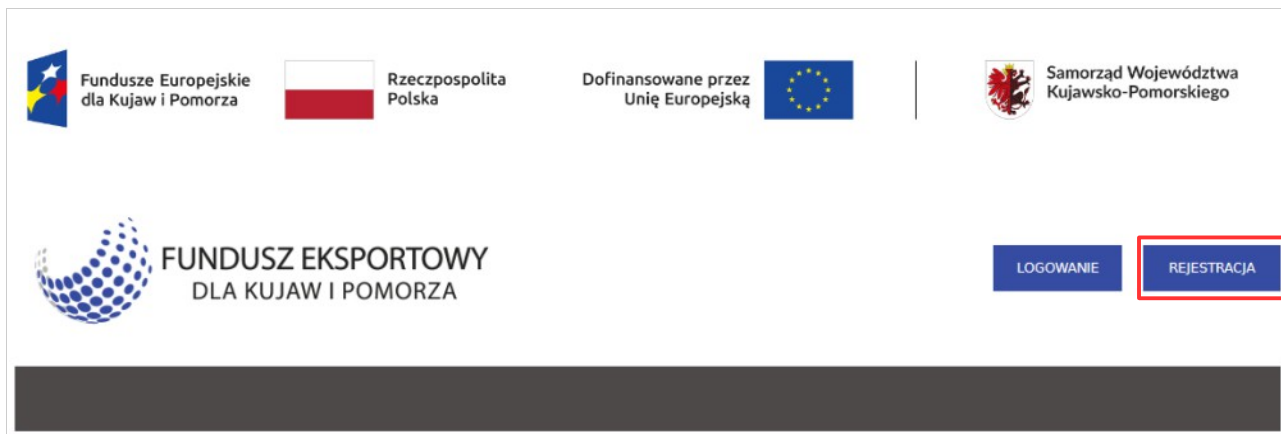 Fundusze Europejskie
dla Kujaw i Pomorza
Rzeczpospolita
Polska
Dofinansowane przez
Unię Europejską
Samorząd Województwa
Kujawsko-Pomorskiego
FUNDUSZ EKSPORTOWY
DLA KUJAW I POMORZA
LOGOWANIE
REJESTRACJA